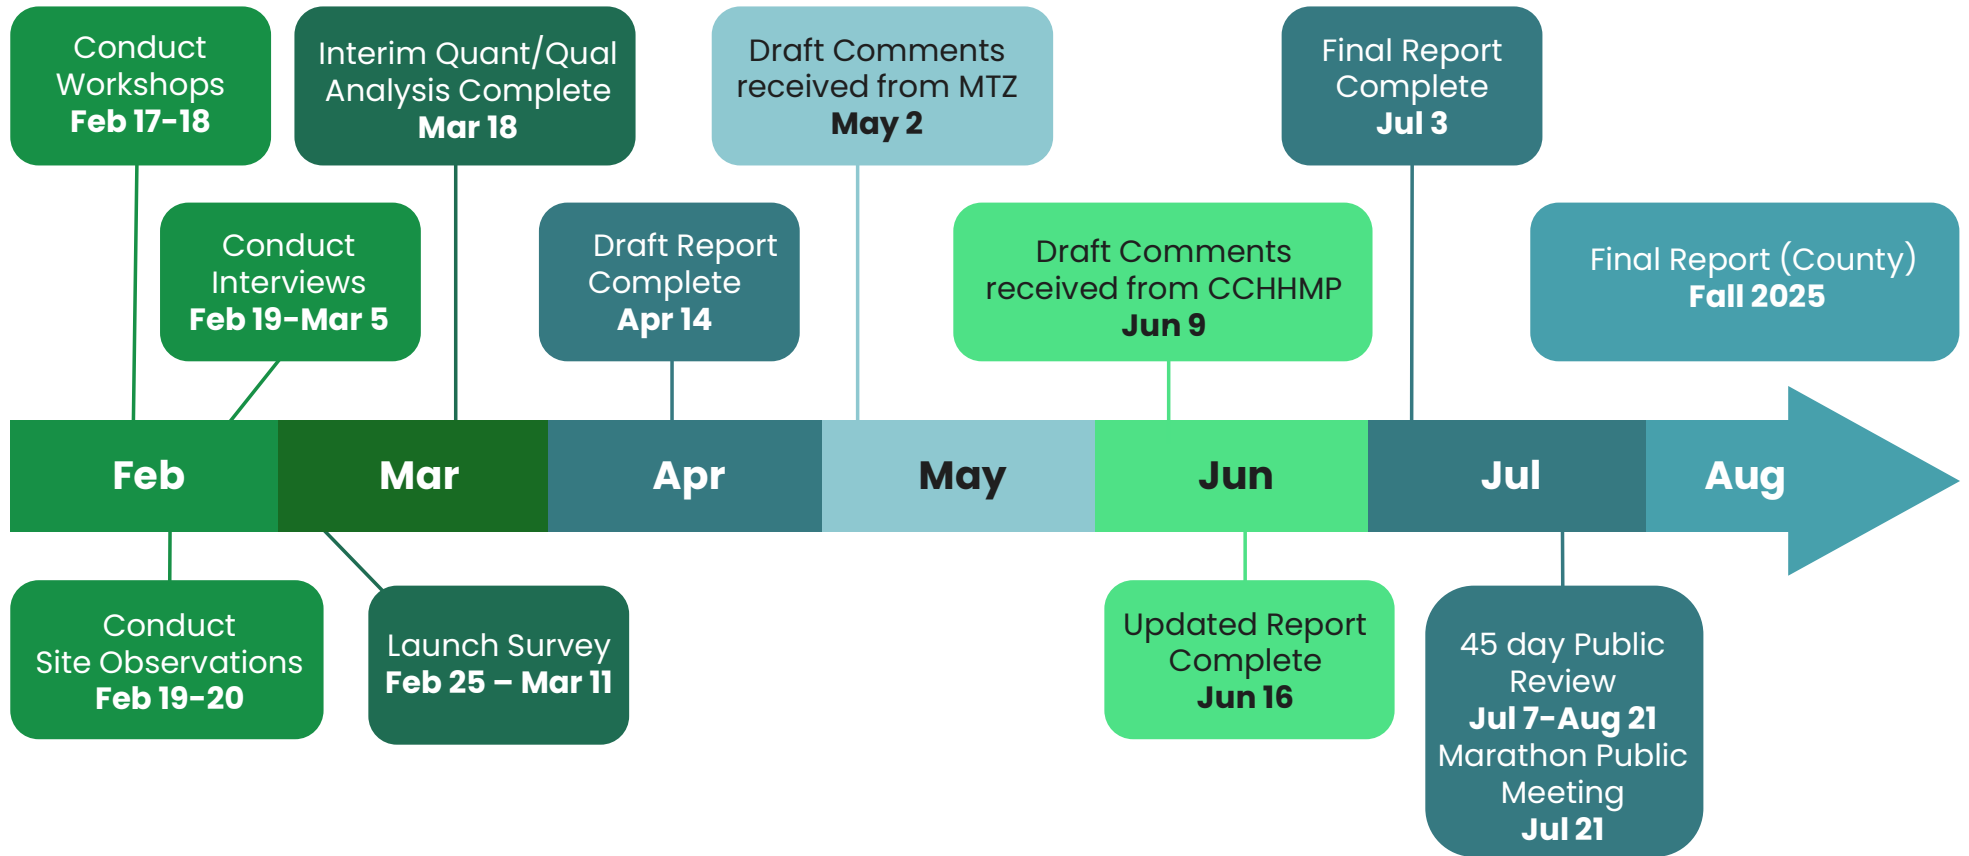 Conduct
Workshops
Feb 17-18
Interim Quant/Qual
Analysis Complete
Mar 18
Draft Comments
received from MTZ
May 2
Final Report
Complete
Jul 3
Conduct
Interviews
Feb 19-Mar 5
Draft Report
Complete
Apr 14
Draft Comments
received from CCHHMP
Jun 9
Final Report (County)
Fall 2025
Feb
Mar
Apr
May
Jun
Jul
Aug
Conduct
Site Observations
Feb 19-20
Launch Survey
Feb 25 – Mar 11
Updated Report
Complete
Jun 16
45 day Public
Review
Jul 7-Aug 21
Marathon Public
Meeting
Jul 21